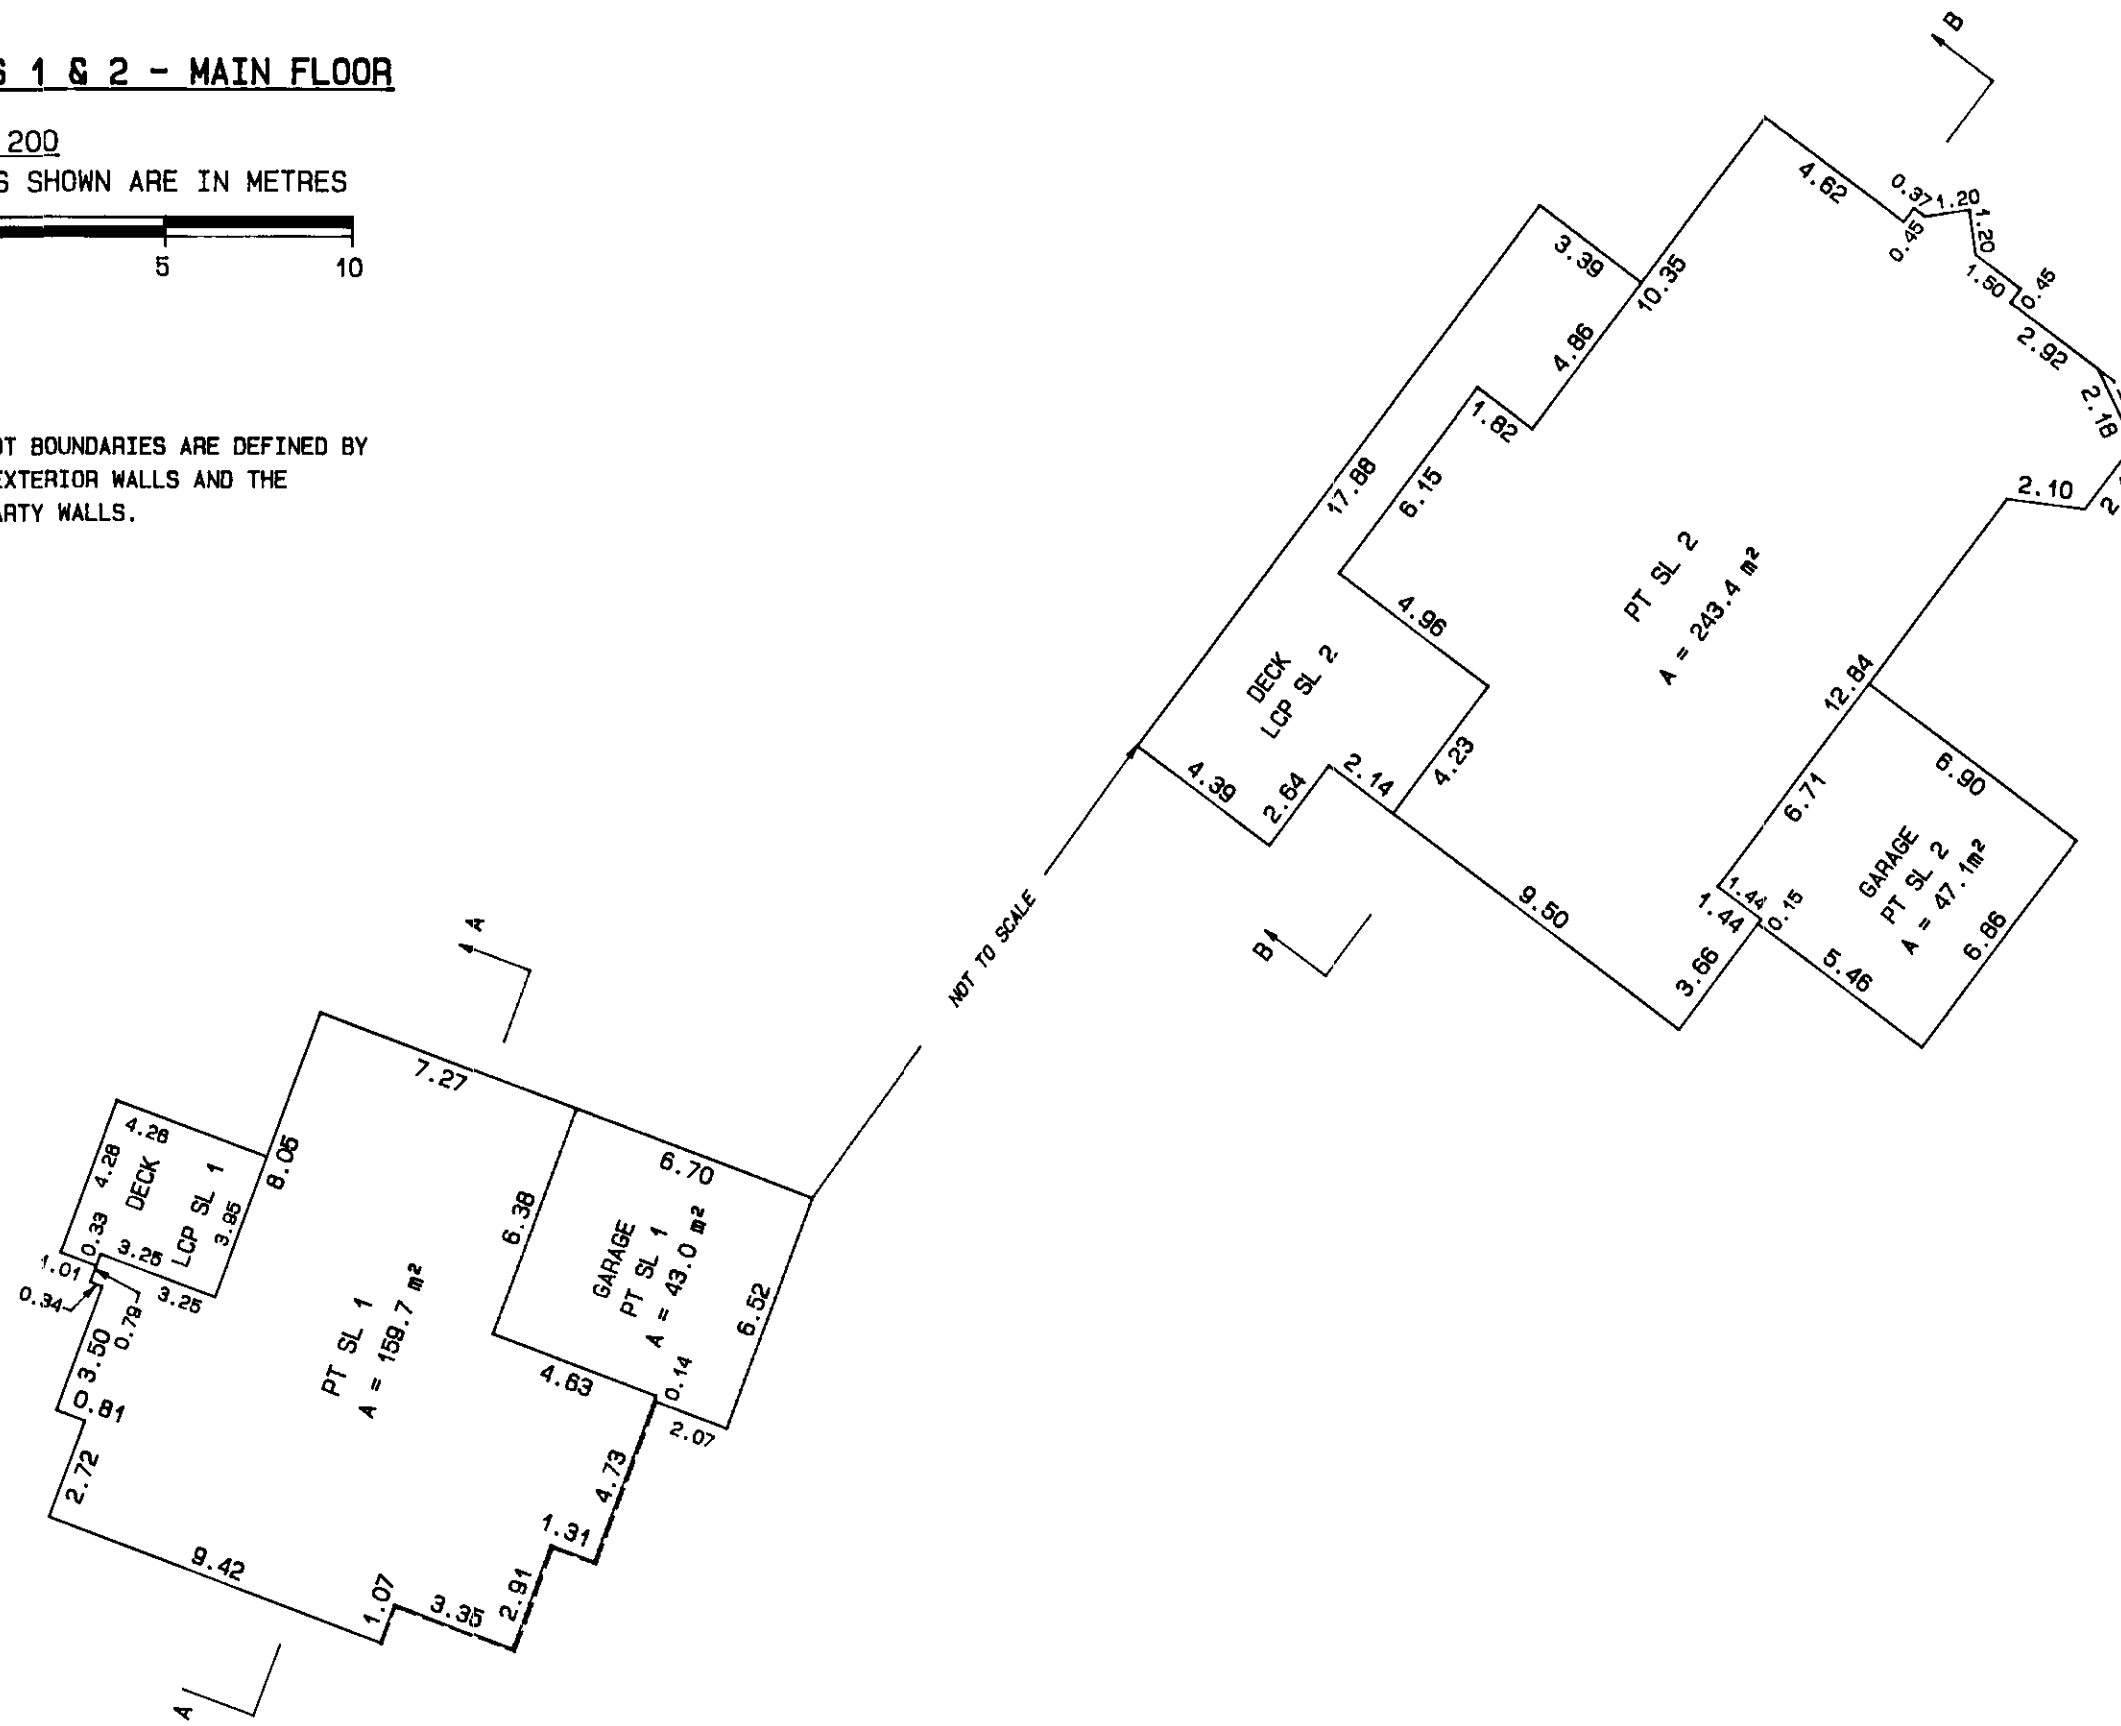 S 1 & 2 - MAIN FLOOR
200
S SHOWN ARE IN METRES
5 10
OT BOUNDARIES ARE DEFINED BY
EXTERIOR WALLS AND THE
ARTY WALLS.
B
4.62
0.37
1.20
0.45
1.20
1.50
0.45
2.92
2.18
2.10
2.
3.39
10.35
4.86
1.82
17.88
6.15
4.96
PT SL 2
A = 243.4 m²
DECK
LCP SL 2
4.39
2.64
2.14
4.23
12.84
6.71
6.90
GARAGE
PT SL 2
A = 47.1m²
1.44
1.44
0.15
9.50
3.66
5.46
6.86
B
NOT TO SCALE
A
7.27
4.28
4.28
DECK
LCP SL 1
8.05
3.95
0.33
3.25
1.01
3.25
0.34
0.79
3.50
0.81
2.72
PT SL 1
A = 159.7 m²
6.38
6.70
GARAGE
PT SL 1
A = 43.0 m²
6.52
4.63
0.14
2.07
4.73
1.31
2.91
3.35
1.07
9.42
A